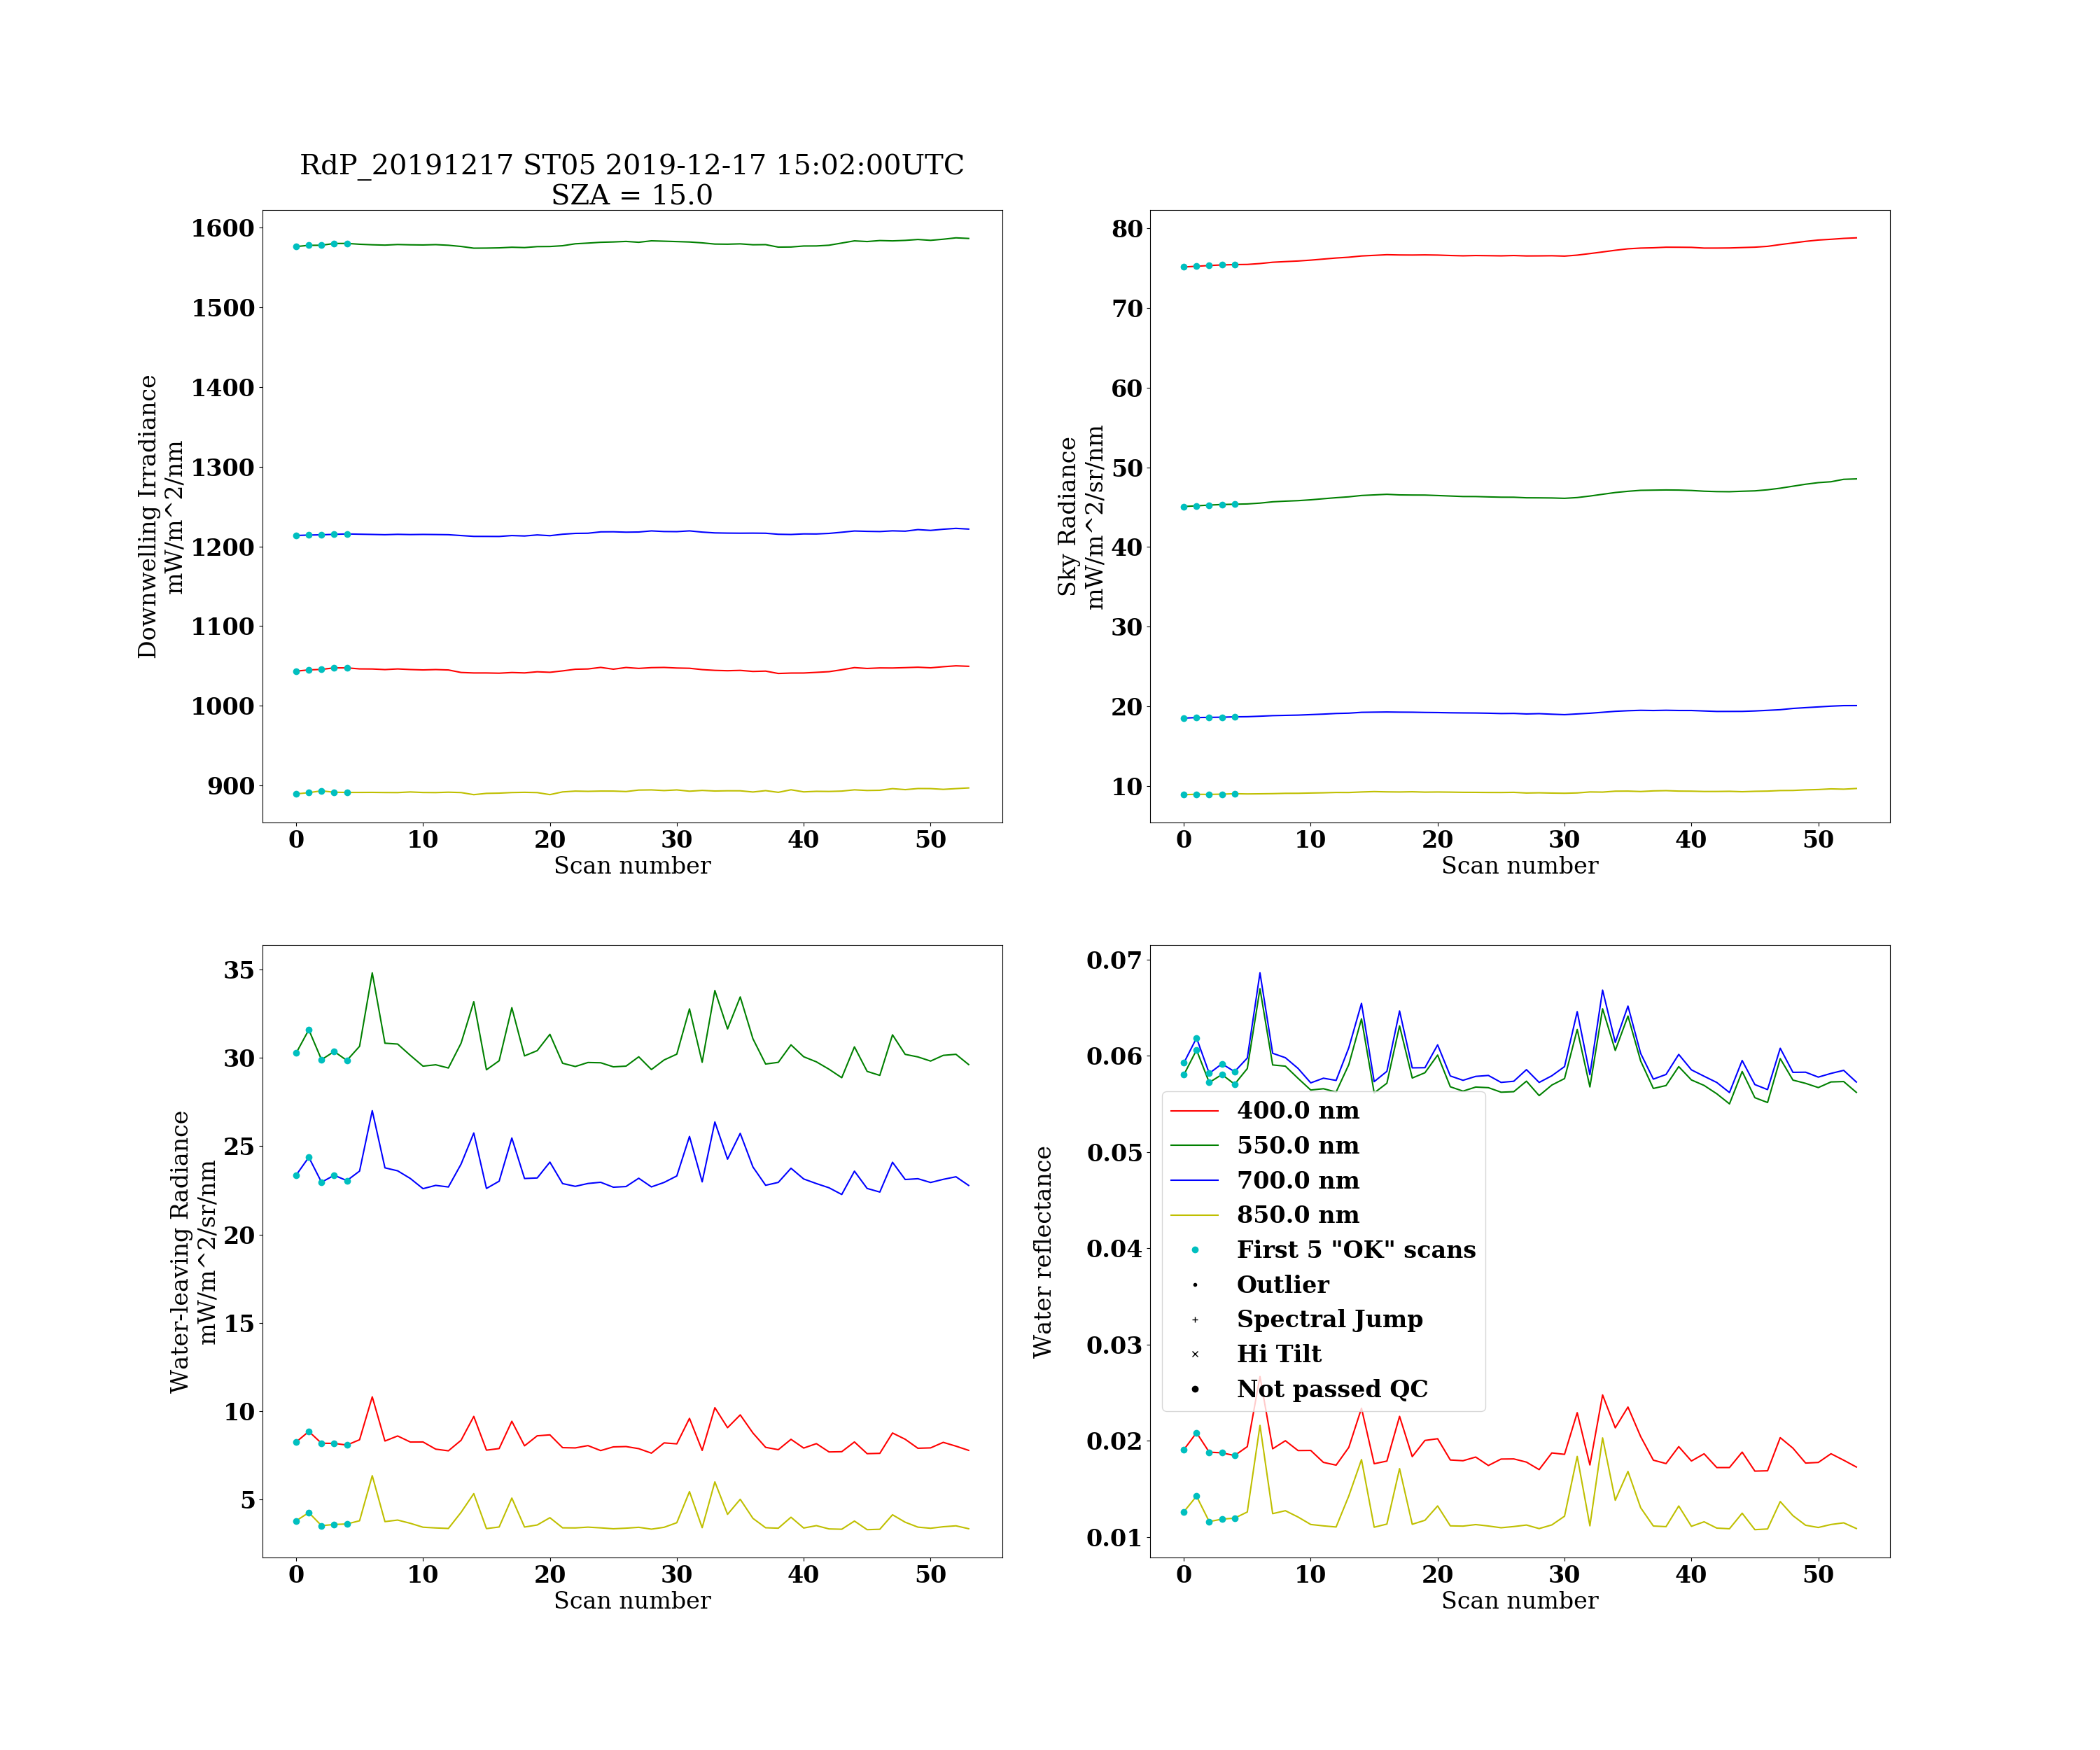 RdP_20191217 ST05 2019-12-17 15:02:00UTC
SZA = 15.0
Downwelling Irradiance
mW/m^2/nm
1600
1500
1400
1300
1200
1100
1000
900
0 10 20 30 40 50
Scan number
Sky Radiance
mW/m^2/sr/nm
80
70
60
50
40
30
20
10
0 10 20 30 40 50
Scan number
Water-leaving Radiance
mW/m^2/sr/nm
35
30
25
20
15
10
5
0 10 20 30 40 50
Scan number
Water reflectance
0.07
0.06
0.05
0.04
0.03
0.02
0.01
400.0 nm
550.0 nm
700.0 nm
850.0 nm
First 5 "OK" scans
Outlier
Spectral Jump
Hi Tilt
Not passed QC
0 10 20 30 40 50
Scan number